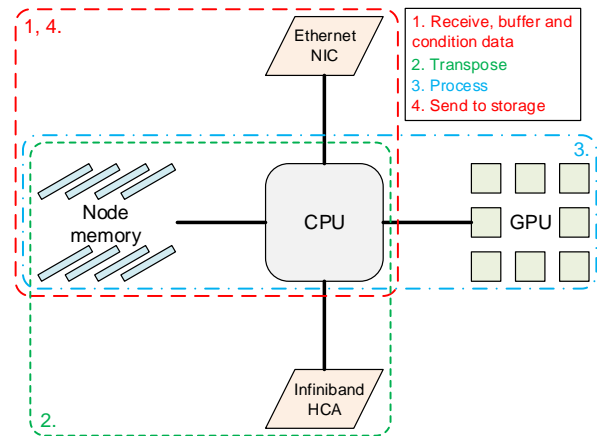 1, 4.
Ethernet
NIC
1. Receive, buffer and
condition data
2. Transpose
3. Process
4. Send to storage
3.
Node
memory
CPU
GPU
Infiniband
HCA
2.